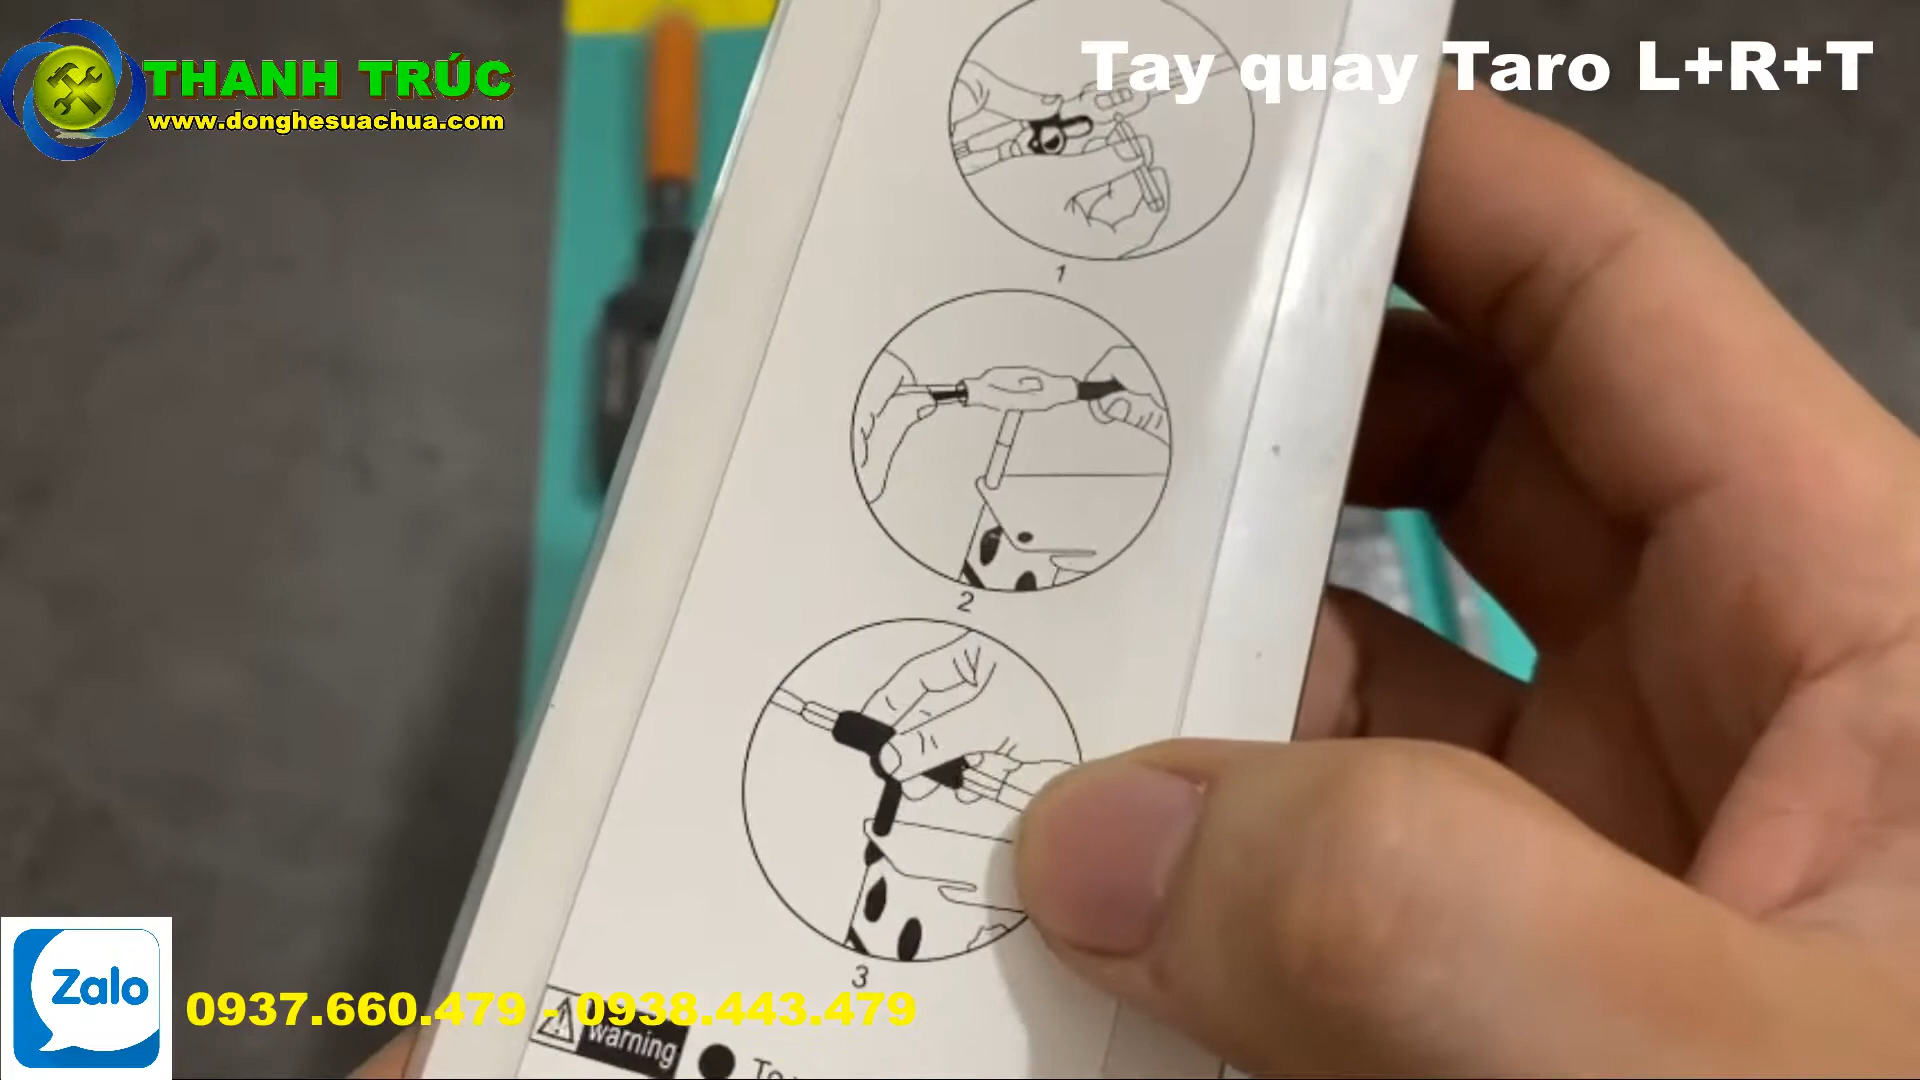 THANH TRÚC
www.donghesuachua.com
Tay quay Taro L+R+T
1
2
3
Zalo
0937.660.479 - 0938.443.479
warning